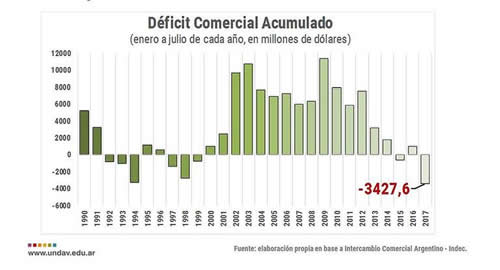 Déficit Comercial Acumulado
(enero a julio de cada año, en millones de dólares)
12000
10000
8000
6000
4000
2000
0
-2000
-4000
-6000
-3427,6
1990 1991 1992 1993 1994 1995 1996 1997 1998 1999 2000 2001 2002 2003 2004 2005 2006 2007 2008 2009 2010 2011 2012 2013 2014 2015 2016 2017
www.undav.edu.ar
Fuente: elaboración propia en base a Intercambio Comercial Argentino - Indec.